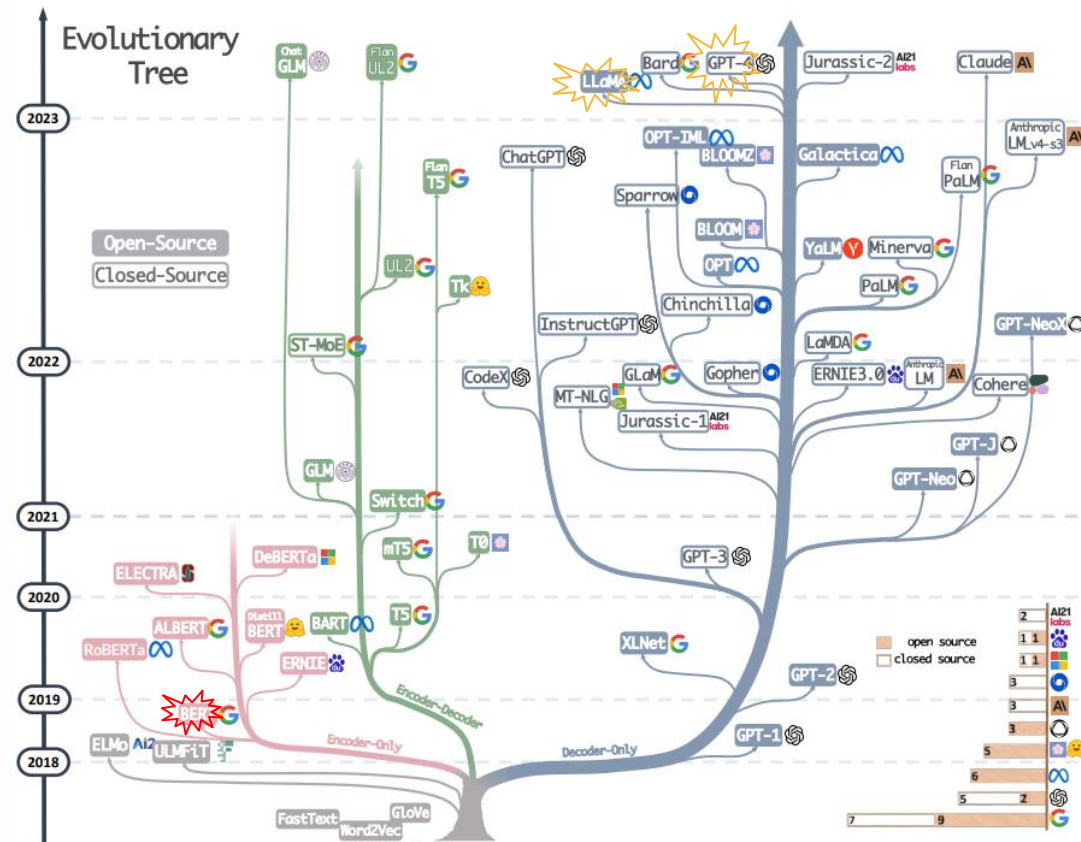 Evolutionary
Tree
2023
2022
2021
2020
2019
2018
Open-Source
Closed-Source
Chat
GLM
Flan
UL2
Bard
GPT-4
LLaMA
Jurassic-2
AI21
labs
Claude
A\
Anthropic
LM_v4-s3
A\
ChatGPT
OPT-IML
BLOOMZ
Galactica
Flan
T5
Flan
PaLM
Sparrow
BLOOM
YaLM
Y
Minerva
UL2
OPT
Tk
PaLM
Chinchilla
InstructGPT
GPT-NeoX
ST-MoE
LaMDA
CodeX
GLaM
Gopher
ERNIE3.0
Anthropic
LM
A\
Cohere
MT-NLG
Jurassic-1
AI21
labs
GPT-J
GLM
GPT-Neo
Switch
mT5
T0
GPT-3
DeBERTa
ELECTRA
BART
T5
ALBERT
Distill
BERT
RoBERTa
ERNIE
XLNet
GPT-2
BERT
Encoder-Decoder
Encoder-Only
Decoder-Only
GPT-1
ELMo
Ai2
ULMFiT
FastText
GloVe
Word2Vec
open source
closed source
2
AI21
labs
1 1
1 1
3
3
A\
3
5
6
5 2
7 9